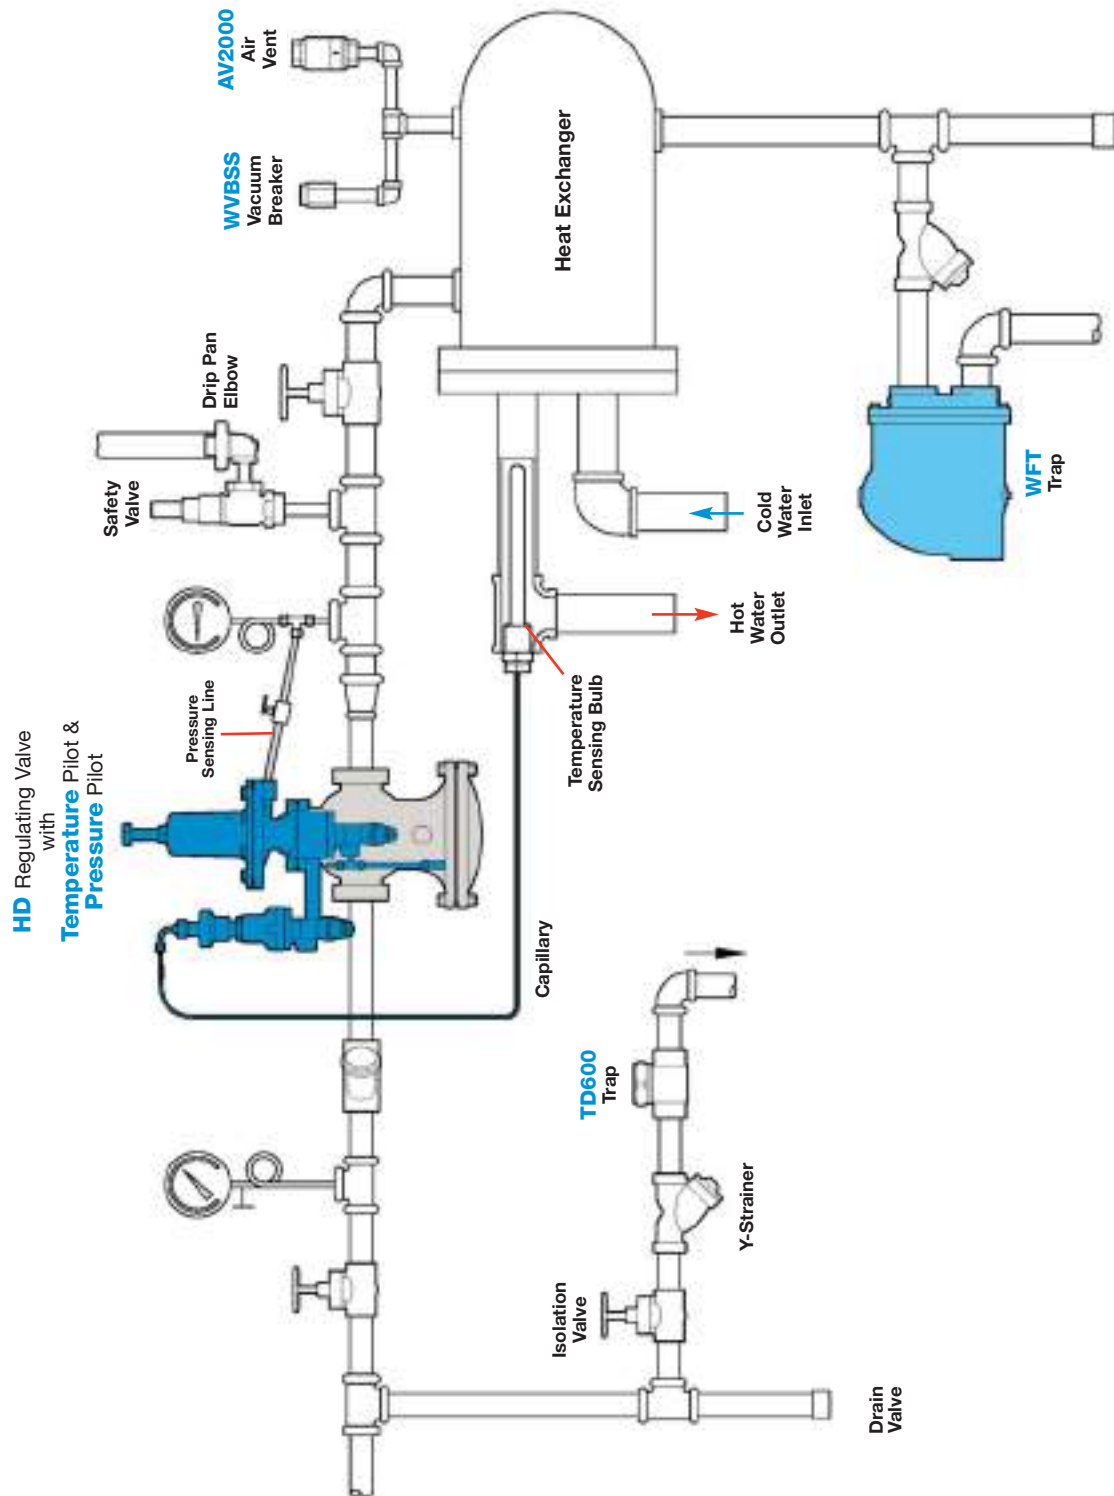 HD Regulating Valve
with
Temperature Pilot &
Pressure Pilot
Pressure
Sensing Line
Safety
Valve
Drip Pan
Elbow
WVBSS
Vacuum
Breaker
AV2000
Air
Vent
Heat Exchanger
Capillary
Temperature
Sensing Bulb
Hot
Water
Outlet
Cold
Water
Inlet
WFT
Trap
Isolation
Valve
Y-Strainer
TD600
Trap
Drain
Valve